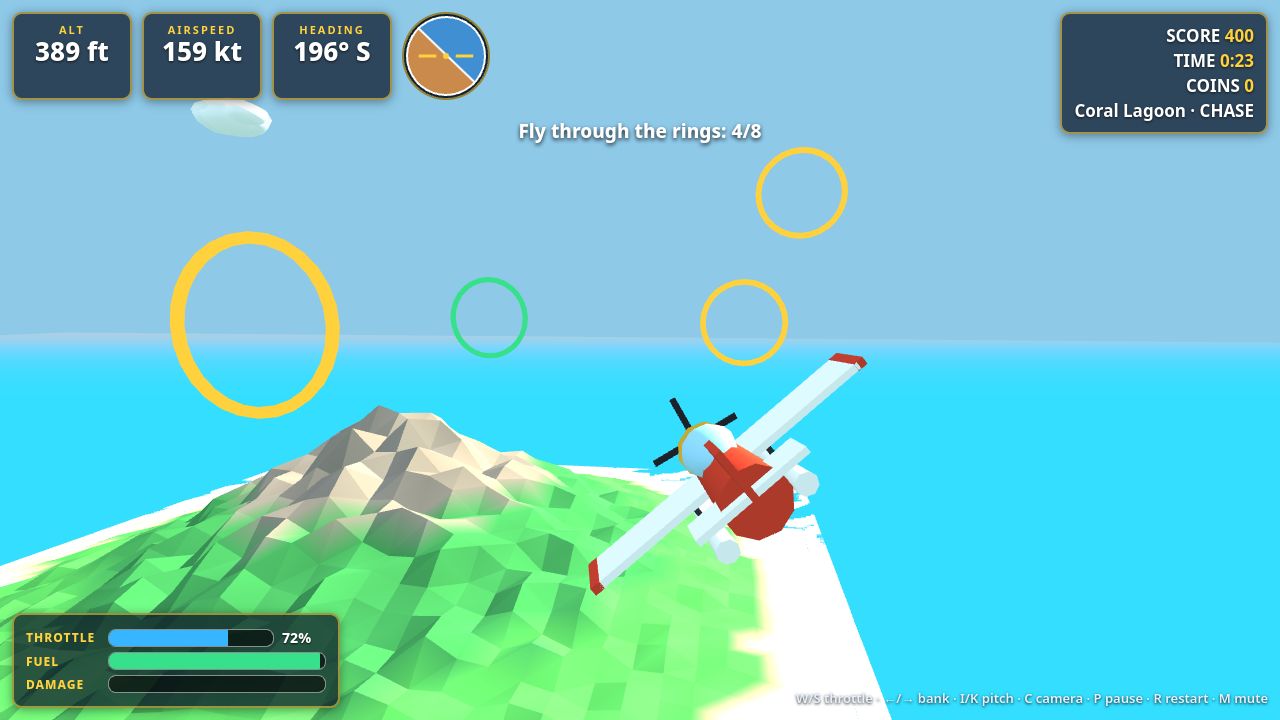 ALT
389 ft
AIRSPEED
159 kt
HEADING
196° S
SCORE 400
TIME 0:23
COINS 0
Coral Lagoon · CHASE
Fly through the rings: 4/8
THROTTLE 72%
FUEL
DAMAGE
W/S throttle · ←/→ bank · I/K pitch · C camera · P pause · R restart · M mute